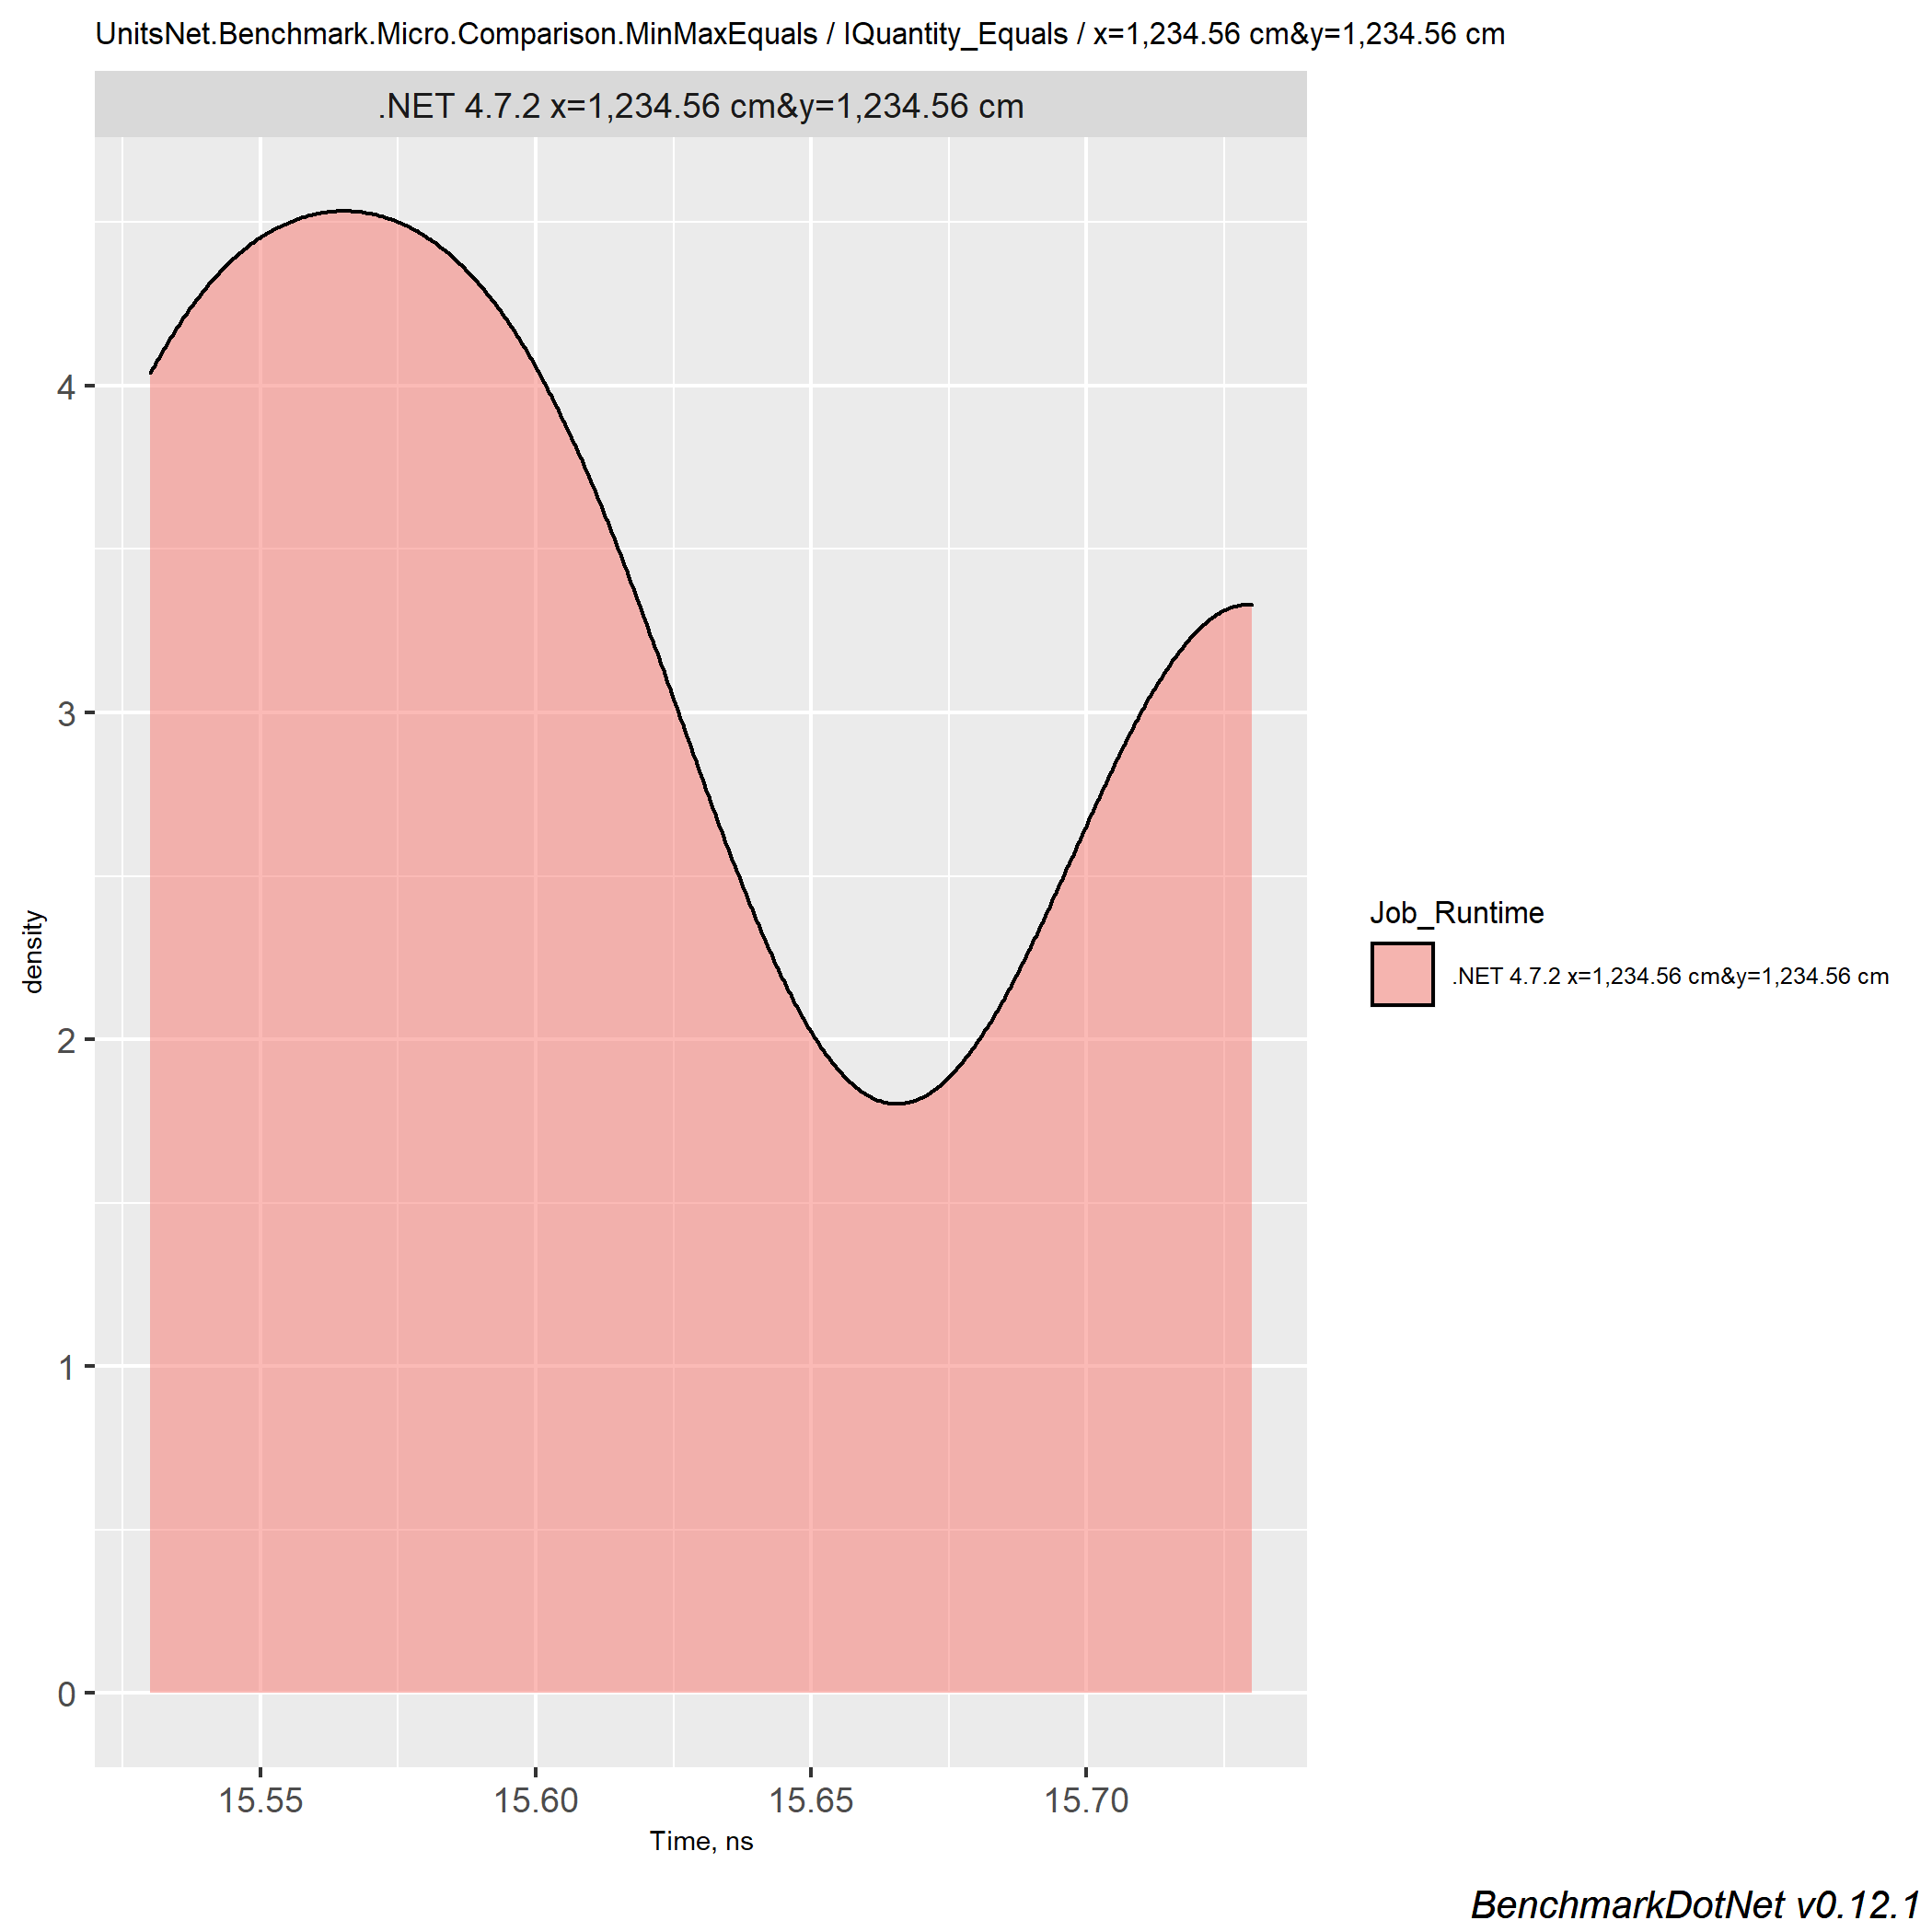 UnitsNet.Benchmark.Micro.Comparison.MinMaxEquals / IQuantity_Equals / x=1,234.56 cm&y=1,234.56 cm
.NET 4.7.2 x=1,234.56 cm&y=1,234.56 cm
4
3
2
1
0
density
15.55 15.60 15.65 15.70
Time, ns
Job_Runtime
.NET 4.7.2 x=1,234.56 cm&y=1,234.56 cm
BenchmarkDotNet v0.12.1